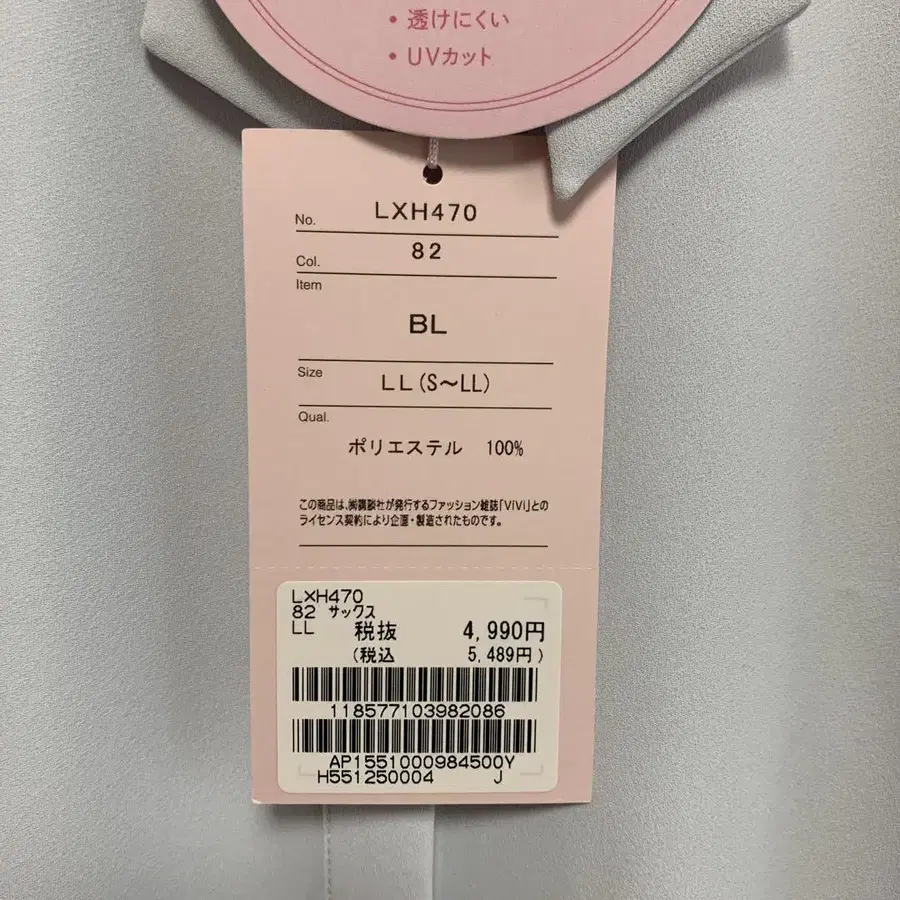 ・透けにくい
・UVカット
No. LXH470
Col. 82
Item
BL
Size LL(S〜LL)
Qual.
ポリエステル 100%
この商品は、㈱講談社が発行するファッション雑誌「ViVi」との
ライセンス契約により企画・製造されたものです。
LXH470
82 サックス
LL 税抜 4,990円
(税込 5,489円)
118577103982086
AP1551000984500Y
H551250004 J